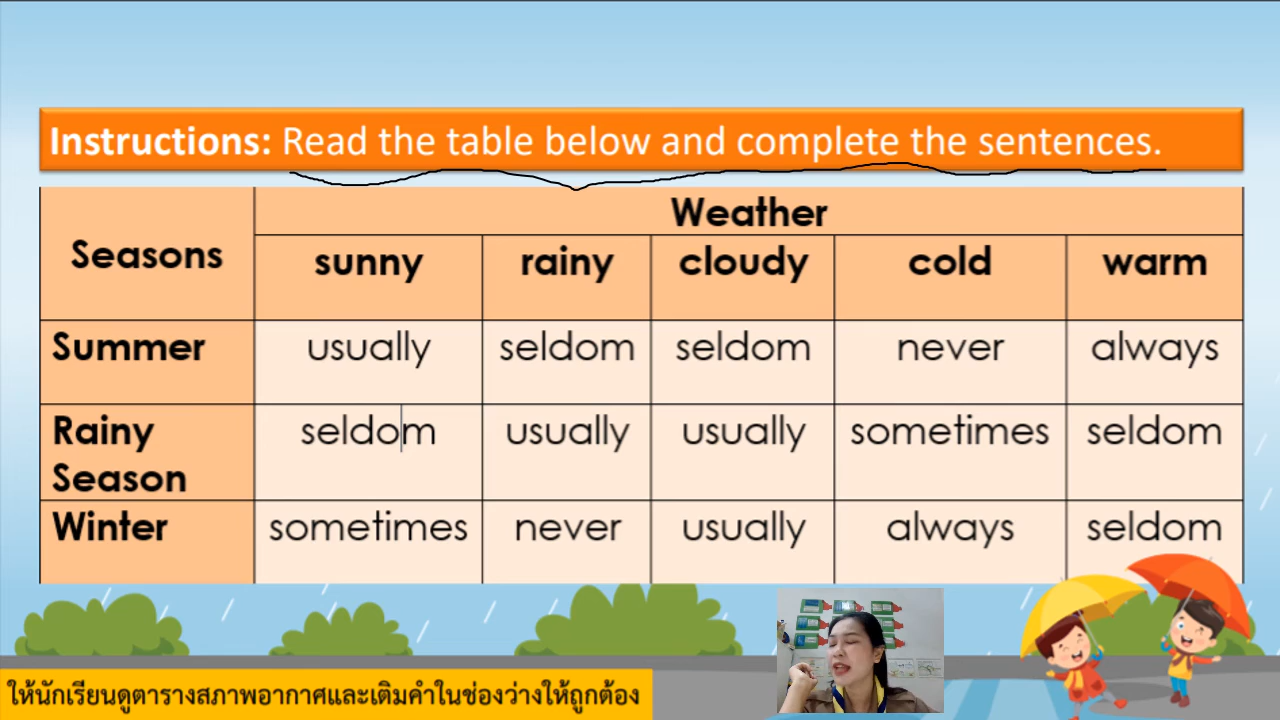 Instructions: Read the table below and complete the sentences.
Seasons Weather
sunny rainy cloudy cold warm
Summer usually seldom seldom never always
Rainy Season seldom usually usually sometimes seldom
Winter sometimes never usually always seldom
ให้นักเรียนดูตารางสภาพอากาศและเติมคำในช่องว่างให้ถูกต้อง